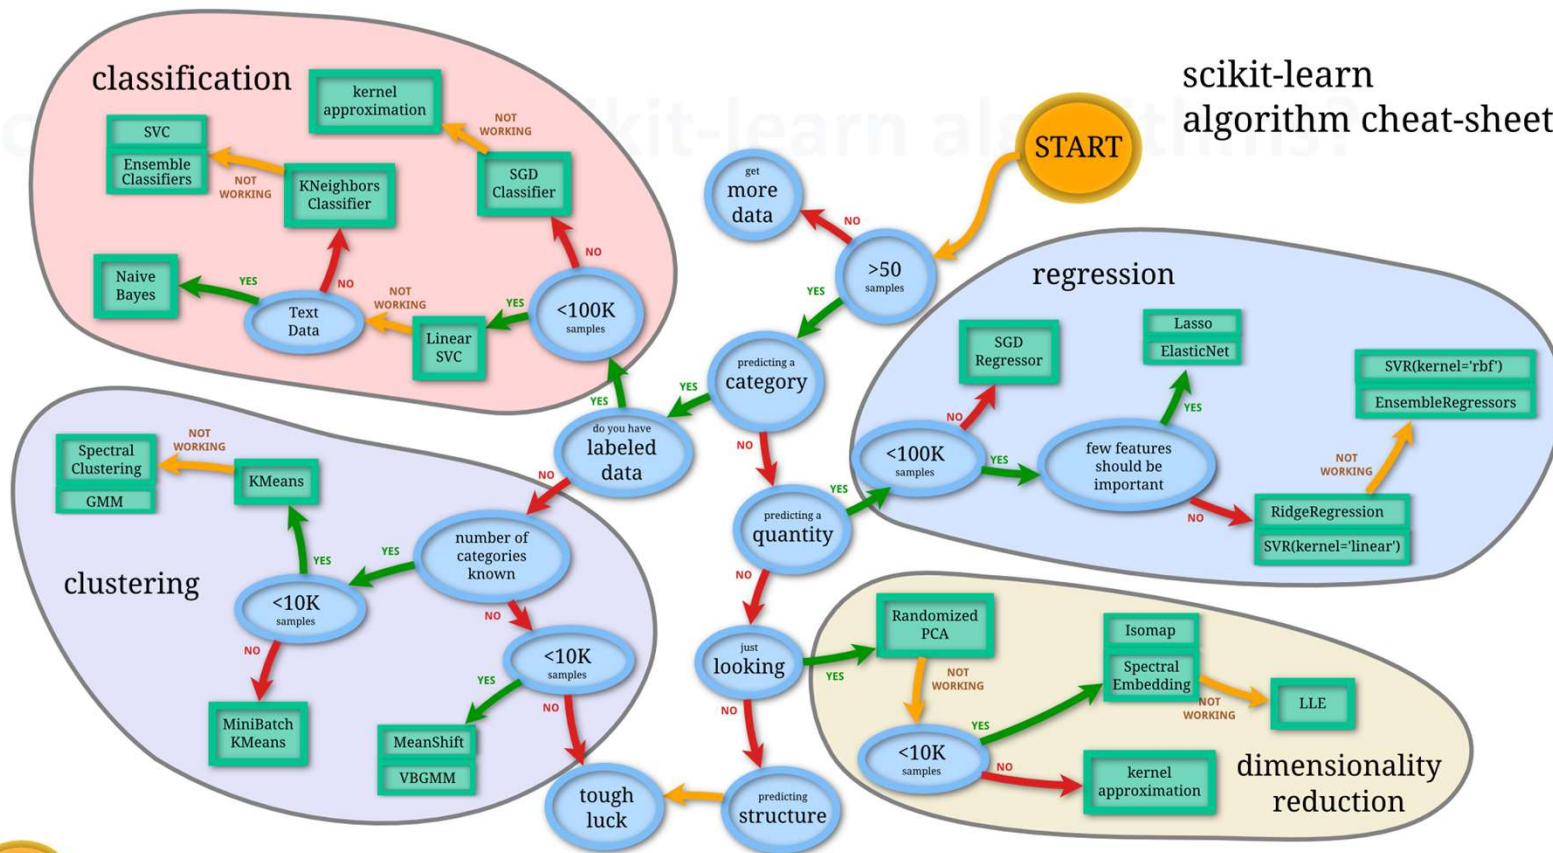 scikit-learn
algorithm cheat-sheet
START
classification
kernel
approximation
NOT
WORKING
SVC
Ensemble
Classifiers
NOT
WORKING
KNeighbors
Classifier
SGD
Classifier
NO
Naive
Bayes
YES
NO
Text
Data
NOT
WORKING
Linear
SVC
YES
<100K
samples
YES
get
more
data
NO
>50
samples
YES
predicting a
category
YES
do you have
labeled
data
NO
NO
predicting a
quantity
YES
NO
just
looking
YES
NO
predicting
structure
tough
luck
regression
SGD
Regressor
NO
<100K
samples
YES
Lasso
ElasticNet
YES
few features
should be
important
NO
SVR(kernel='rbf')
EnsembleRegressors
NOT
WORKING
RidgeRegression
SVR(kernel='linear')
clustering
Spectral
Clustering
GMM
NOT
WORKING
KMeans
YES
<10K
samples
NO
MiniBatch
KMeans
YES
number of
categories
known
NO
<10K
samples
YES
NO
MeanShift
VBGMM
Randomized
PCA
NOT
WORKING
<10K
samples
YES
NO
Isomap
Spectral
Embedding
NOT
WORKING
LLE
kernel
approximation
dimensionality
reduction